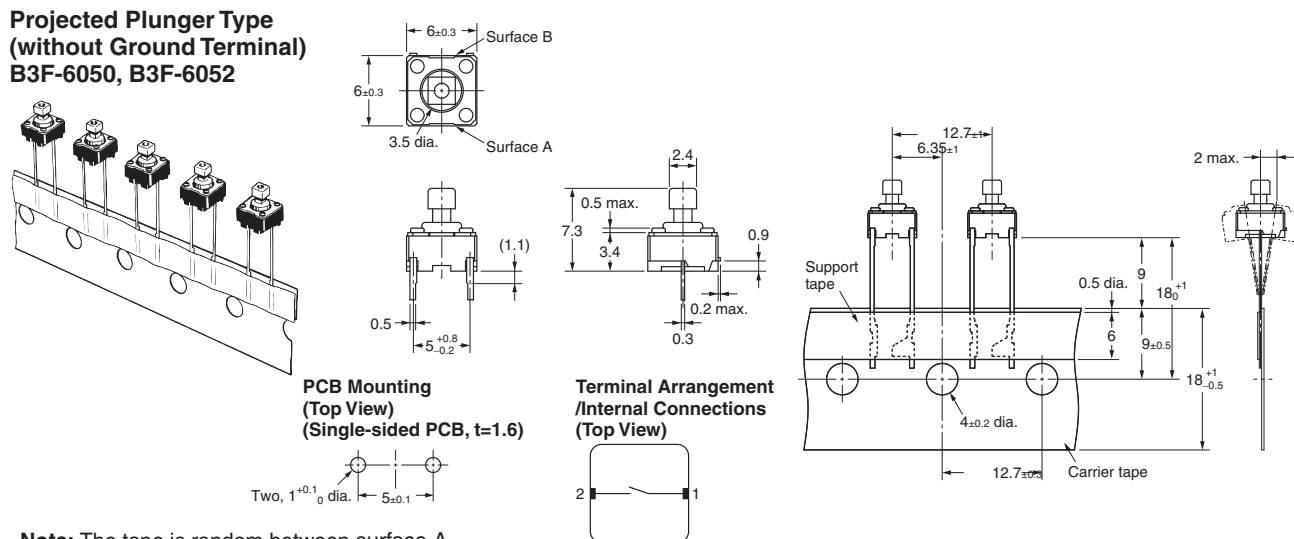 Projected Plunger Type
(without Ground Terminal)
B3F-6050, B3F-6052
6±0.3
Surface B
6±0.3
3.5 dia.
Surface A
0.5 max.
7.3
3.4
(1.1)
0.5
5+0.8 −0.2
2.4
0.9
0.2 max.
0.3
12.7±1
6.35±1
2 max.
Support
tape
0.5 dia.
9
18+1 0
6
9±0.5
18+1 −0.5
4±0.2 dia.
12.7±0.3
Carrier tape
PCB Mounting
(Top View)
(Single-sided PCB, t=1.6)
Two, 1+0.1 0 dia.
5±0.1
Terminal Arrangement
/Internal Connections
(Top View)
2
1
Note: The tape is random between surface A